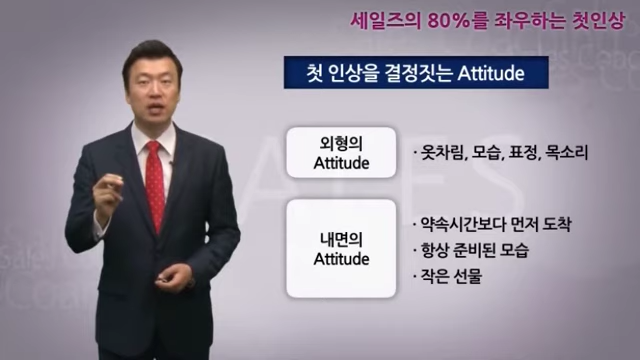 세일즈의 80%를 좌우하는 첫인상
첫 인상을 결정짓는 Attitude
외형의
Attitude
· 옷차림, 모습, 표정, 목소리
내면의
Attitude
· 약속시간보다 먼저 도착
· 항상 준비된 모습
· 작은 선물